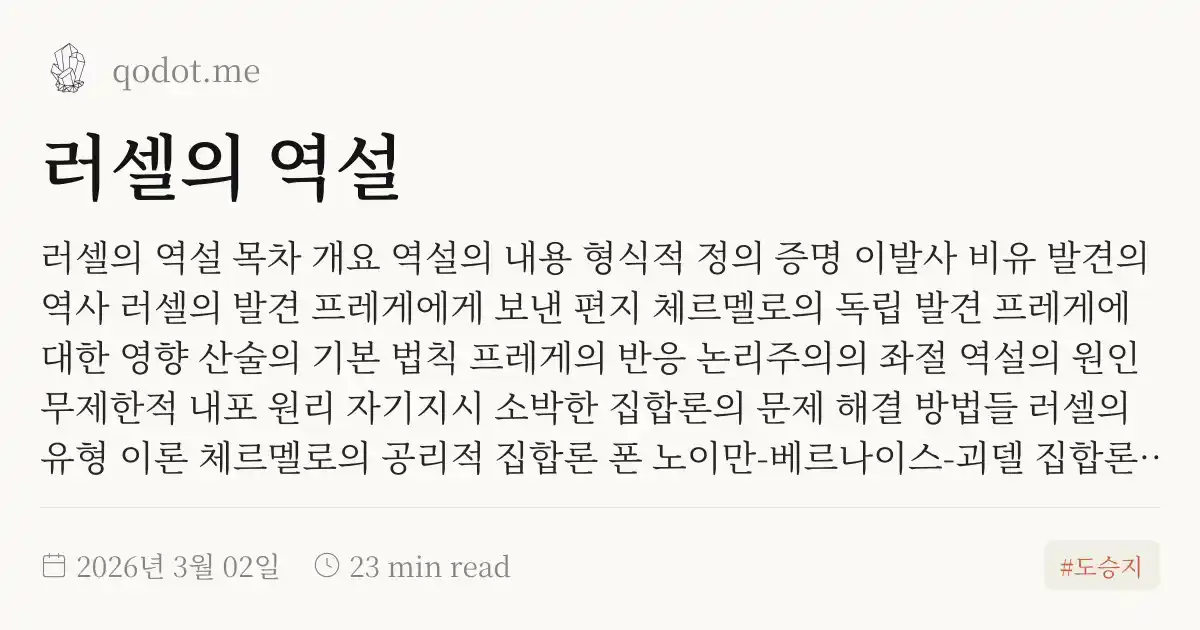 qodot.me
러셀의 역설
러셀의 역설 목차 개요 역설의 내용 형식적 정의 증명 이발사 비유 발견의
역사 러셀의 발견 프레게에게 보낸 편지 체르멜로의 독립 발견 프레게에
대한 영향 산술의 기본 법칙 프레게의 반응 논리주의의 좌절 역설의 원인
무제한적 내포 원리 자기지시 소박한 집합론의 문제 해결 방법들 러셀의
유형 이론 체르멜로의 공리적 집합론 폰 노이만-베르나이스-괴델 집합론··
2026년 3월 02일 23 min read #도승지